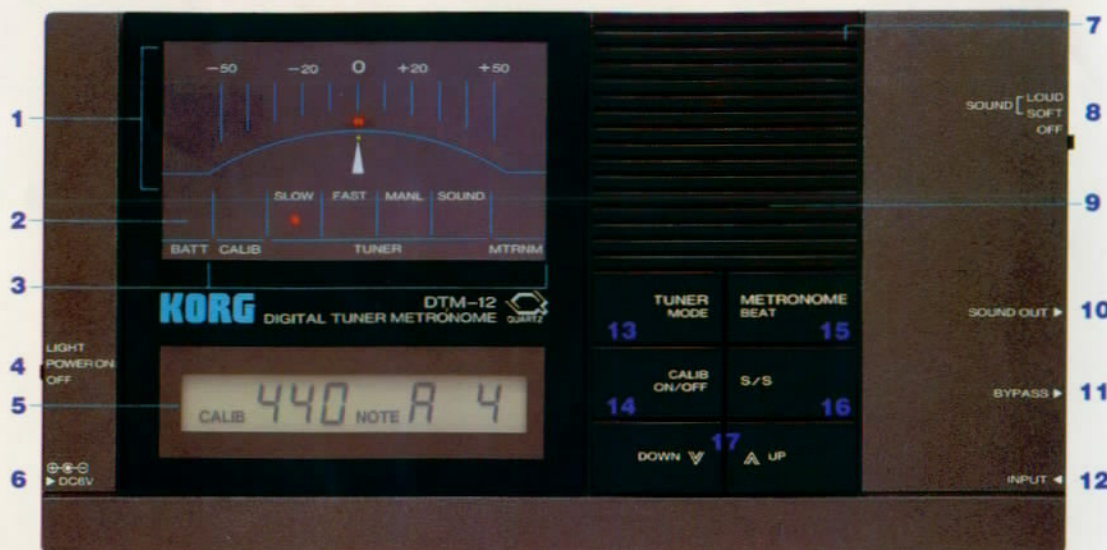 -50 -20 0 +20 +50
SLOW FAST MANL SOUND
BATT CALIB TUNER MTRNM
KORG
DTM-12
DIGITAL TUNER METRONOME
QUARTZ
LIGHT
POWER ON
OFF
CALIB 440 NOTE A 4
⊕-●-⊖
▶ DC6V
TUNER
MODE
METRONOME
BEAT
CALIB
ON/OFF
S/S
DOWN
UP
SOUND
LOUD
SOFT
OFF
SOUND OUT ▶
BYPASS ▶
INPUT ◀
1
2
3
4
5
6
7
8
9
10
11
12
13
14
15
16
17